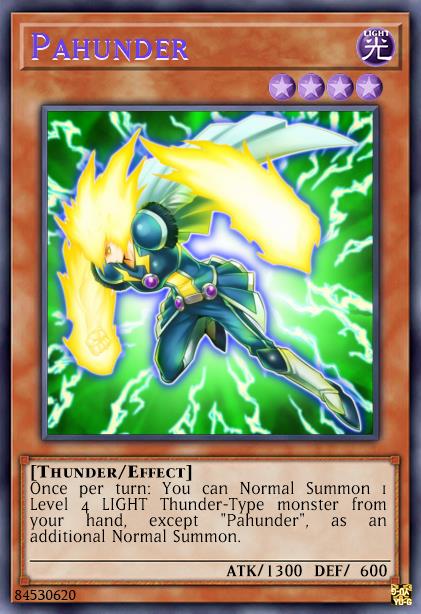 PAHUNDER
LIGHT
光
[THUNDER/EFFECT]
Once per turn: You can Normal Summon 1
Level 4 LIGHT Thunder-Type monster from
your hand, except "Pahunder", as an
additional Normal Summon.
ATK/1300 DEF/ 600
84530620